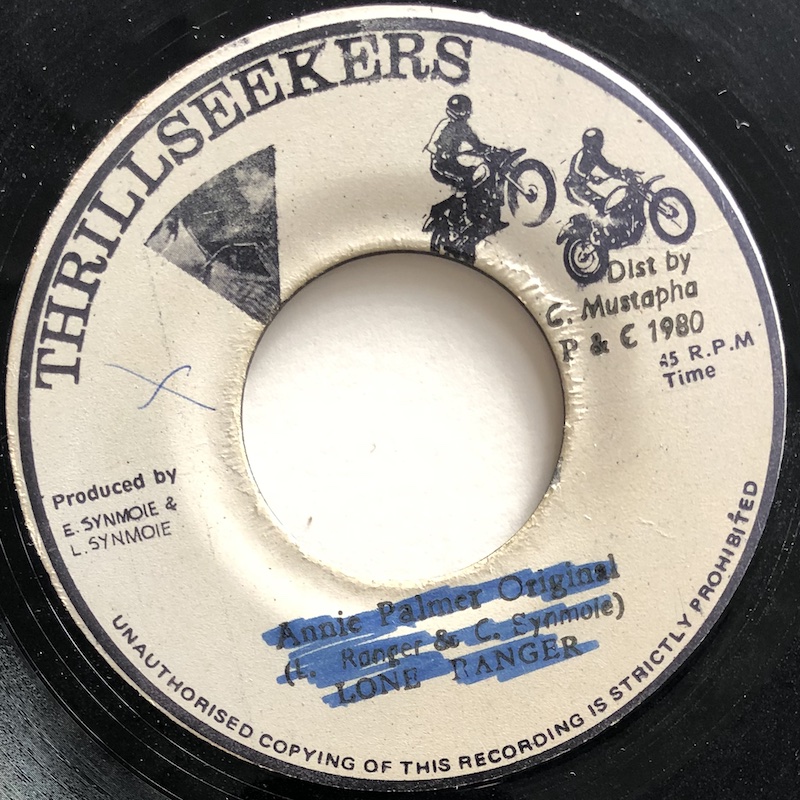 THRILLSEEKERS
Dist by
C. Mustapha
P & C 1980
45 R.P.M
Time
Produced by
E. SYNMOIE &
L. SYNMOIE
Annie Palmer Original
(L. Ranger & C. Synmoie)
LONE RANGER
UNAUTHORISED COPYING OF THIS RECORDING IS STRICTLY PROHIBITED